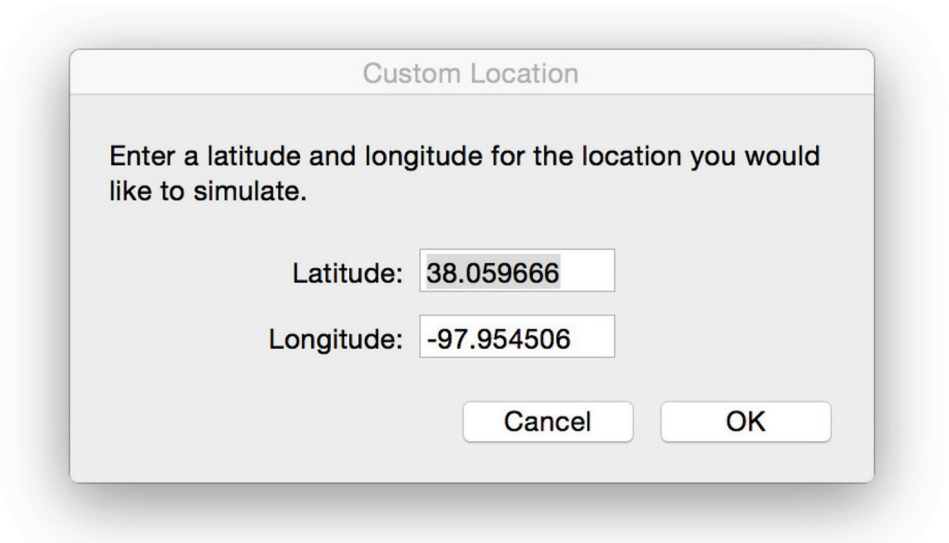 Custom Location
Enter a latitude and longitude for the location you would
like to simulate.
Latitude: 38.059666
Longitude: -97.954506
Cancel OK